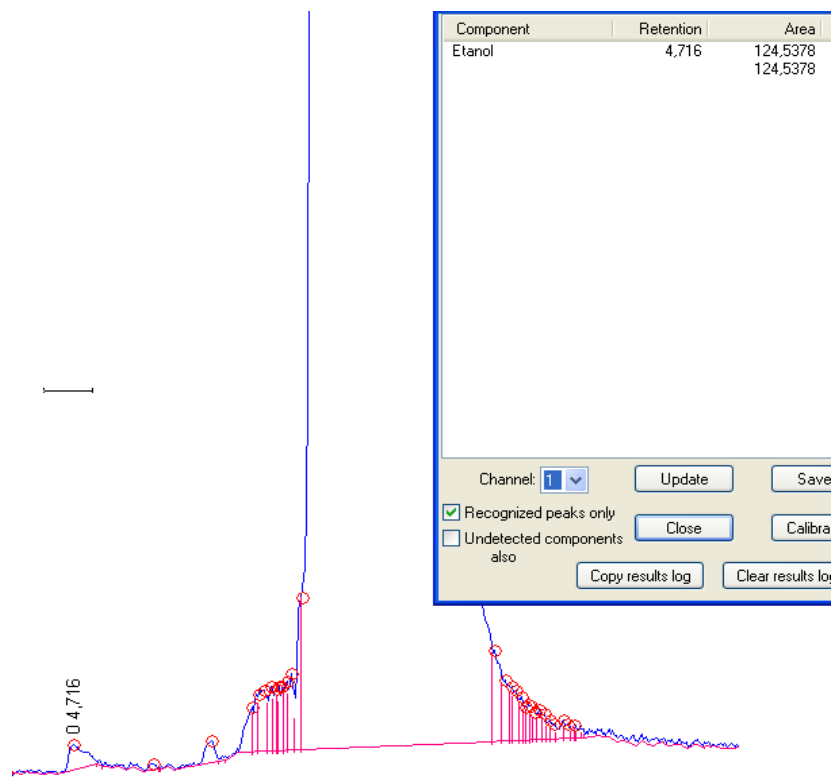 Component Retention Area
Etanol 4,716 124,5378
124,5378
Channel: 1 Update Save
Recognized peaks only
Close Calibra
Undetected components
also
Copy results log Clear results log
0 4,716